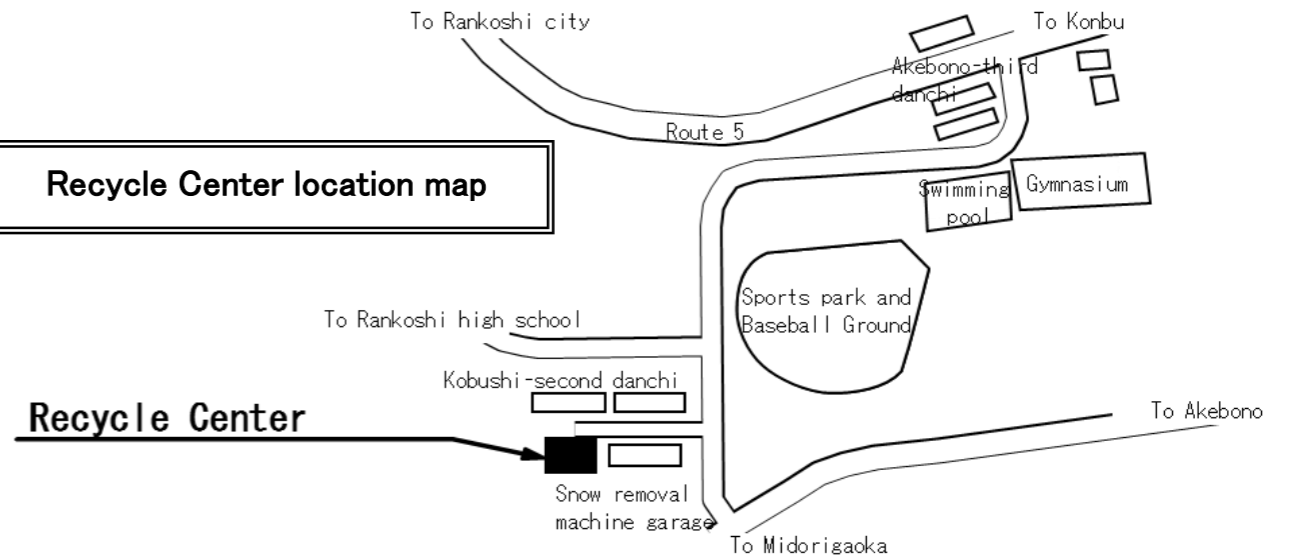 To Rankoshi city
To Konbu
Akebono-third
danchi
Route 5
Recycle Center location map
Swimming
pool
Gymnasium
Sports park and
Baseball Ground
To Rankoshi high school
Kobushi-second danchi
Recycle Center
To Akebono
Snow removal
machine garage
To Midorigaoka